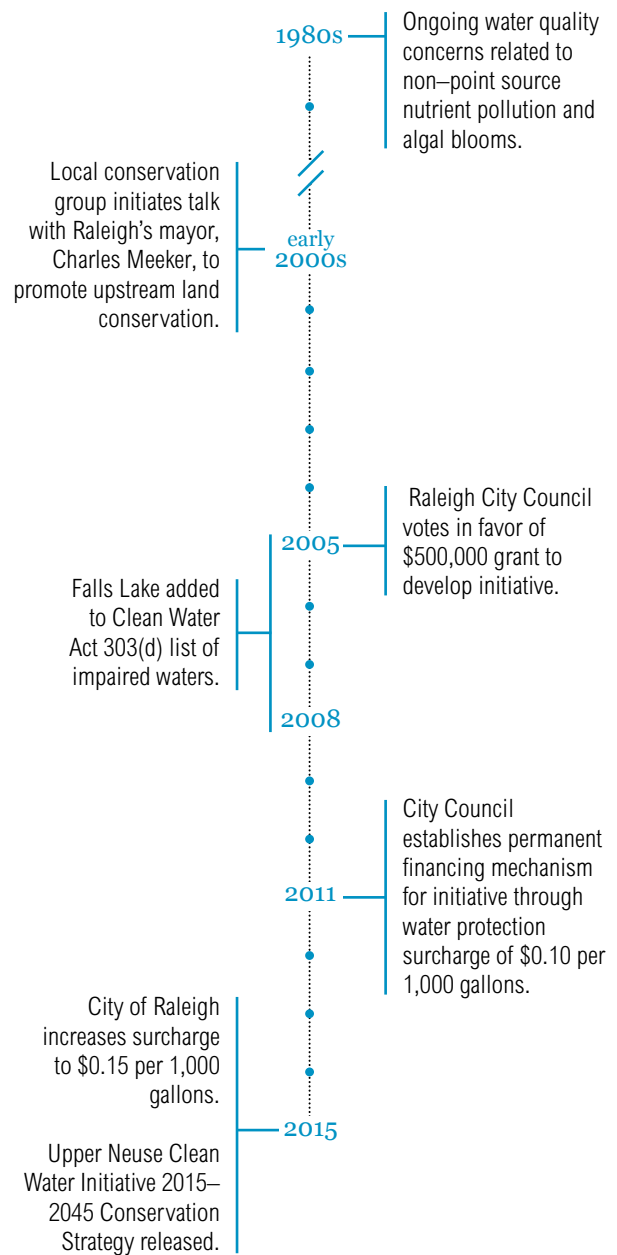 1980s
Ongoing water quality
concerns related to
non–point source
nutrient pollution and
algal blooms.
Local conservation
group initiates talk
with Raleigh's mayor,
Charles Meeker, to
promote upstream land
conservation.
early
2000s
2005
Raleigh City Council
votes in favor of
$500,000 grant to
develop initiative.
Falls Lake added
to Clean Water
Act 303(d) list of
impaired waters.
2008
City Council
establishes permanent
financing mechanism
for initiative through
water protection
surcharge of $0.10 per
1,000 gallons.
2011
City of Raleigh
increases surcharge
to $0.15 per 1,000
gallons.
2015
Upper Neuse Clean
Water Initiative 2015–
2045 Conservation
Strategy released.